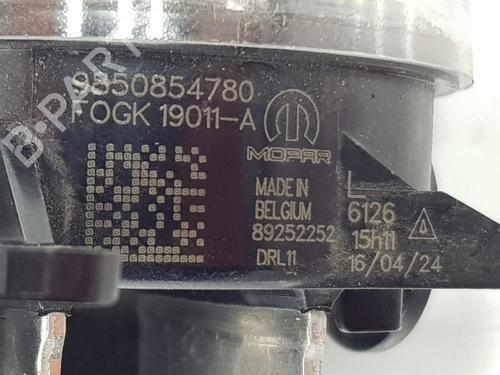 B-PARTS
9850854780
FOGK 19011-A
MOPAR
MADE IN
BELGIUM
89252252
DRL11
L
6126
15h11
16/04/24